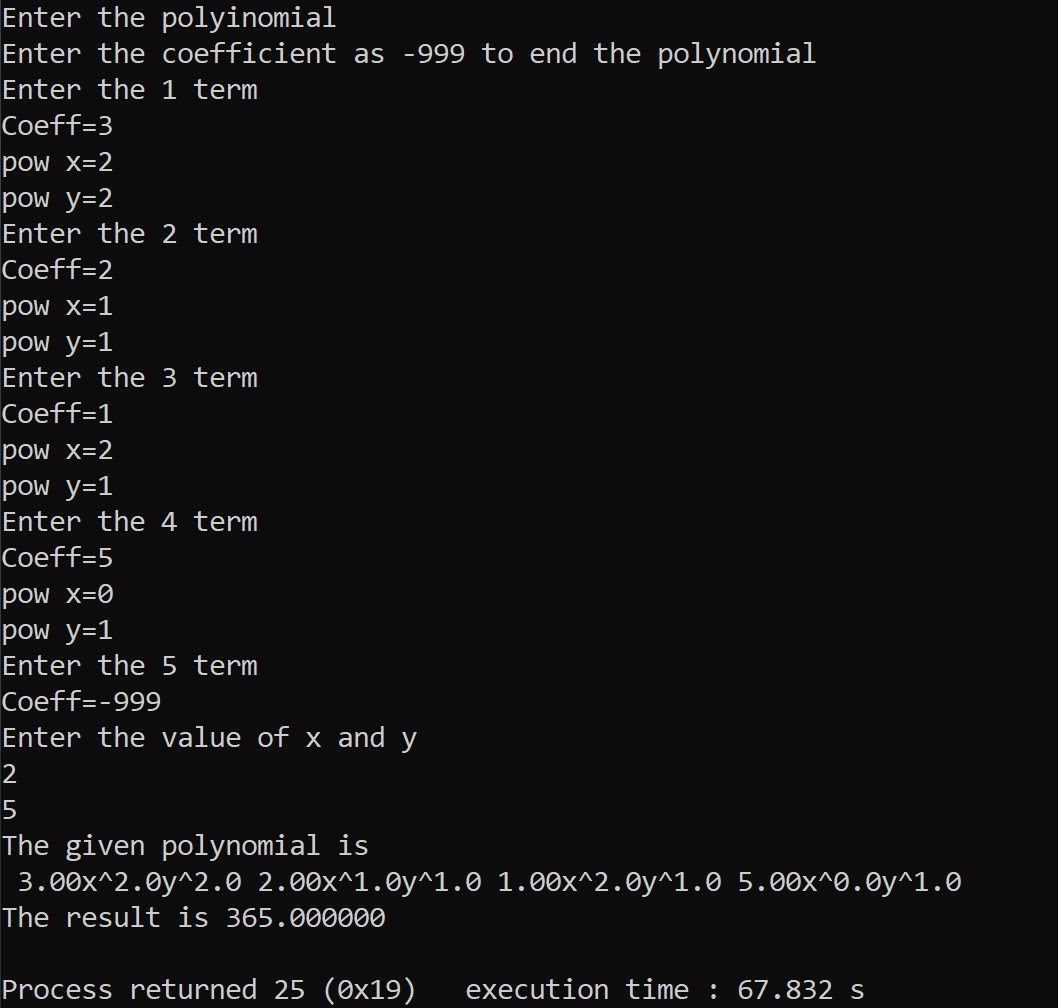 Enter the polyinomial
Enter the coefficient as -999 to end the polynomial
Enter the 1 term
Coeff=3
pow x=2
pow y=2
Enter the 2 term
Coeff=2
pow x=1
pow y=1
Enter the 3 term
Coeff=1
pow x=2
pow y=1
Enter the 4 term
Coeff=5
pow x=0
pow y=1
Enter the 5 term
Coeff=-999
Enter the value of x and y
2
5
The given polynomial is
 3.00x^2.0y^2.0 2.00x^1.0y^1.0 1.00x^2.0y^1.0 5.00x^0.0y^1.0
The result is 365.000000
Process returned 25 (0x19)   execution time : 67.832 s